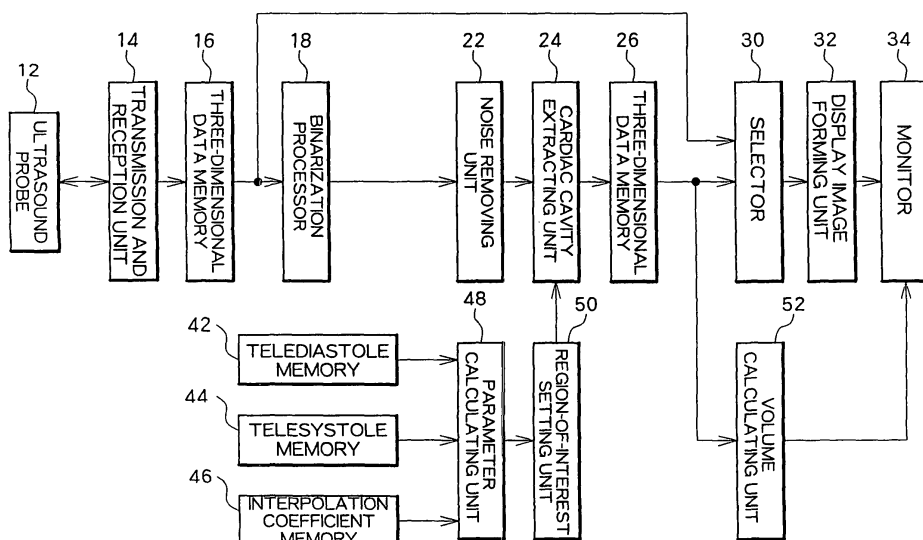 12
ULTRASOUND
PROBE
14
TRANSMISSION AND
RECEPTION UNIT
16
THREE-DIMENSIONAL
DATA MEMORY
18
BINARIZATION
PROCESSOR
22
NOISE REMOVING
UNIT
24
CARDIAC CAVITY
EXTRACTING UNIT
26
THREE-DIMENSIONAL
DATA MEMORY
30
SELECTOR
32
DISPLAY IMAGE
FORMING UNIT
34
MONITOR
42
TELEDIASTOLE
MEMORY
44
TELESYSTOLE
MEMORY
46
INTERPOLATION
COEFFICIENT
MEMORY
48
PARAMETER
CALCULATING UNIT
50
REGION-OF-INTEREST
SETTING UNIT
52
VOLUME
CALCULATING UNIT